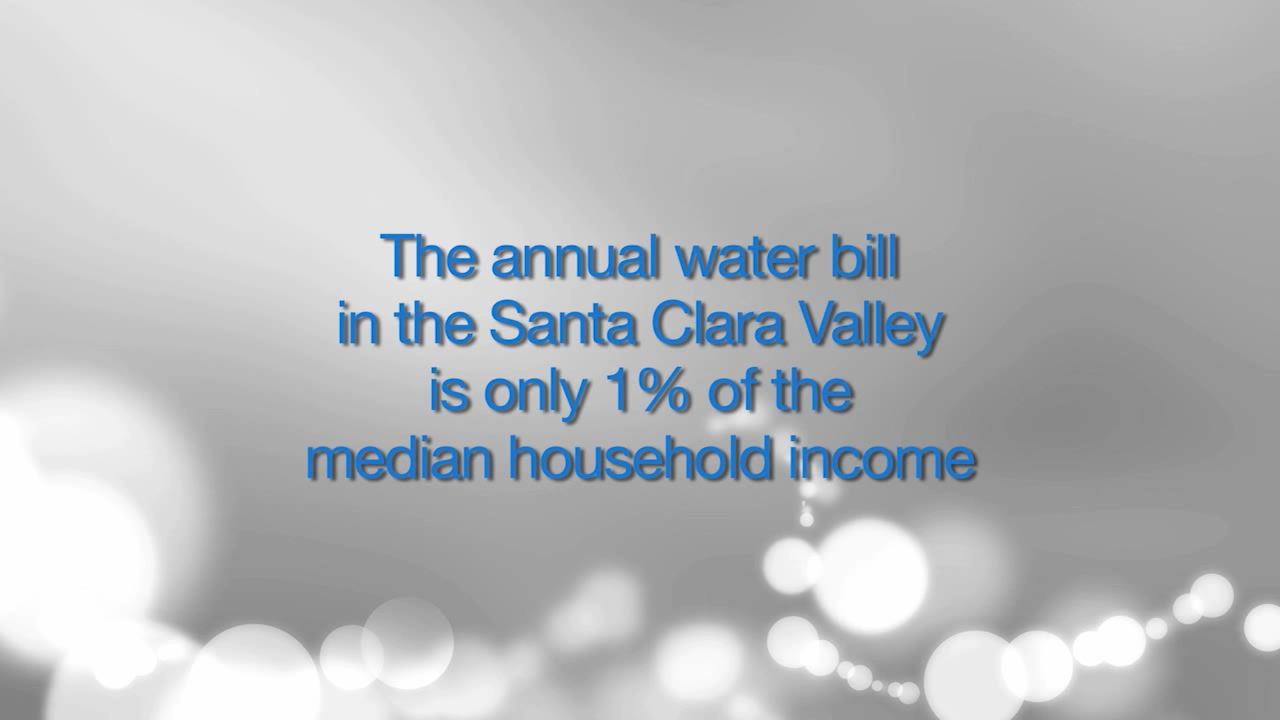 The annual water bill
in the Santa Clara Valley
is only 1% of the
median household income